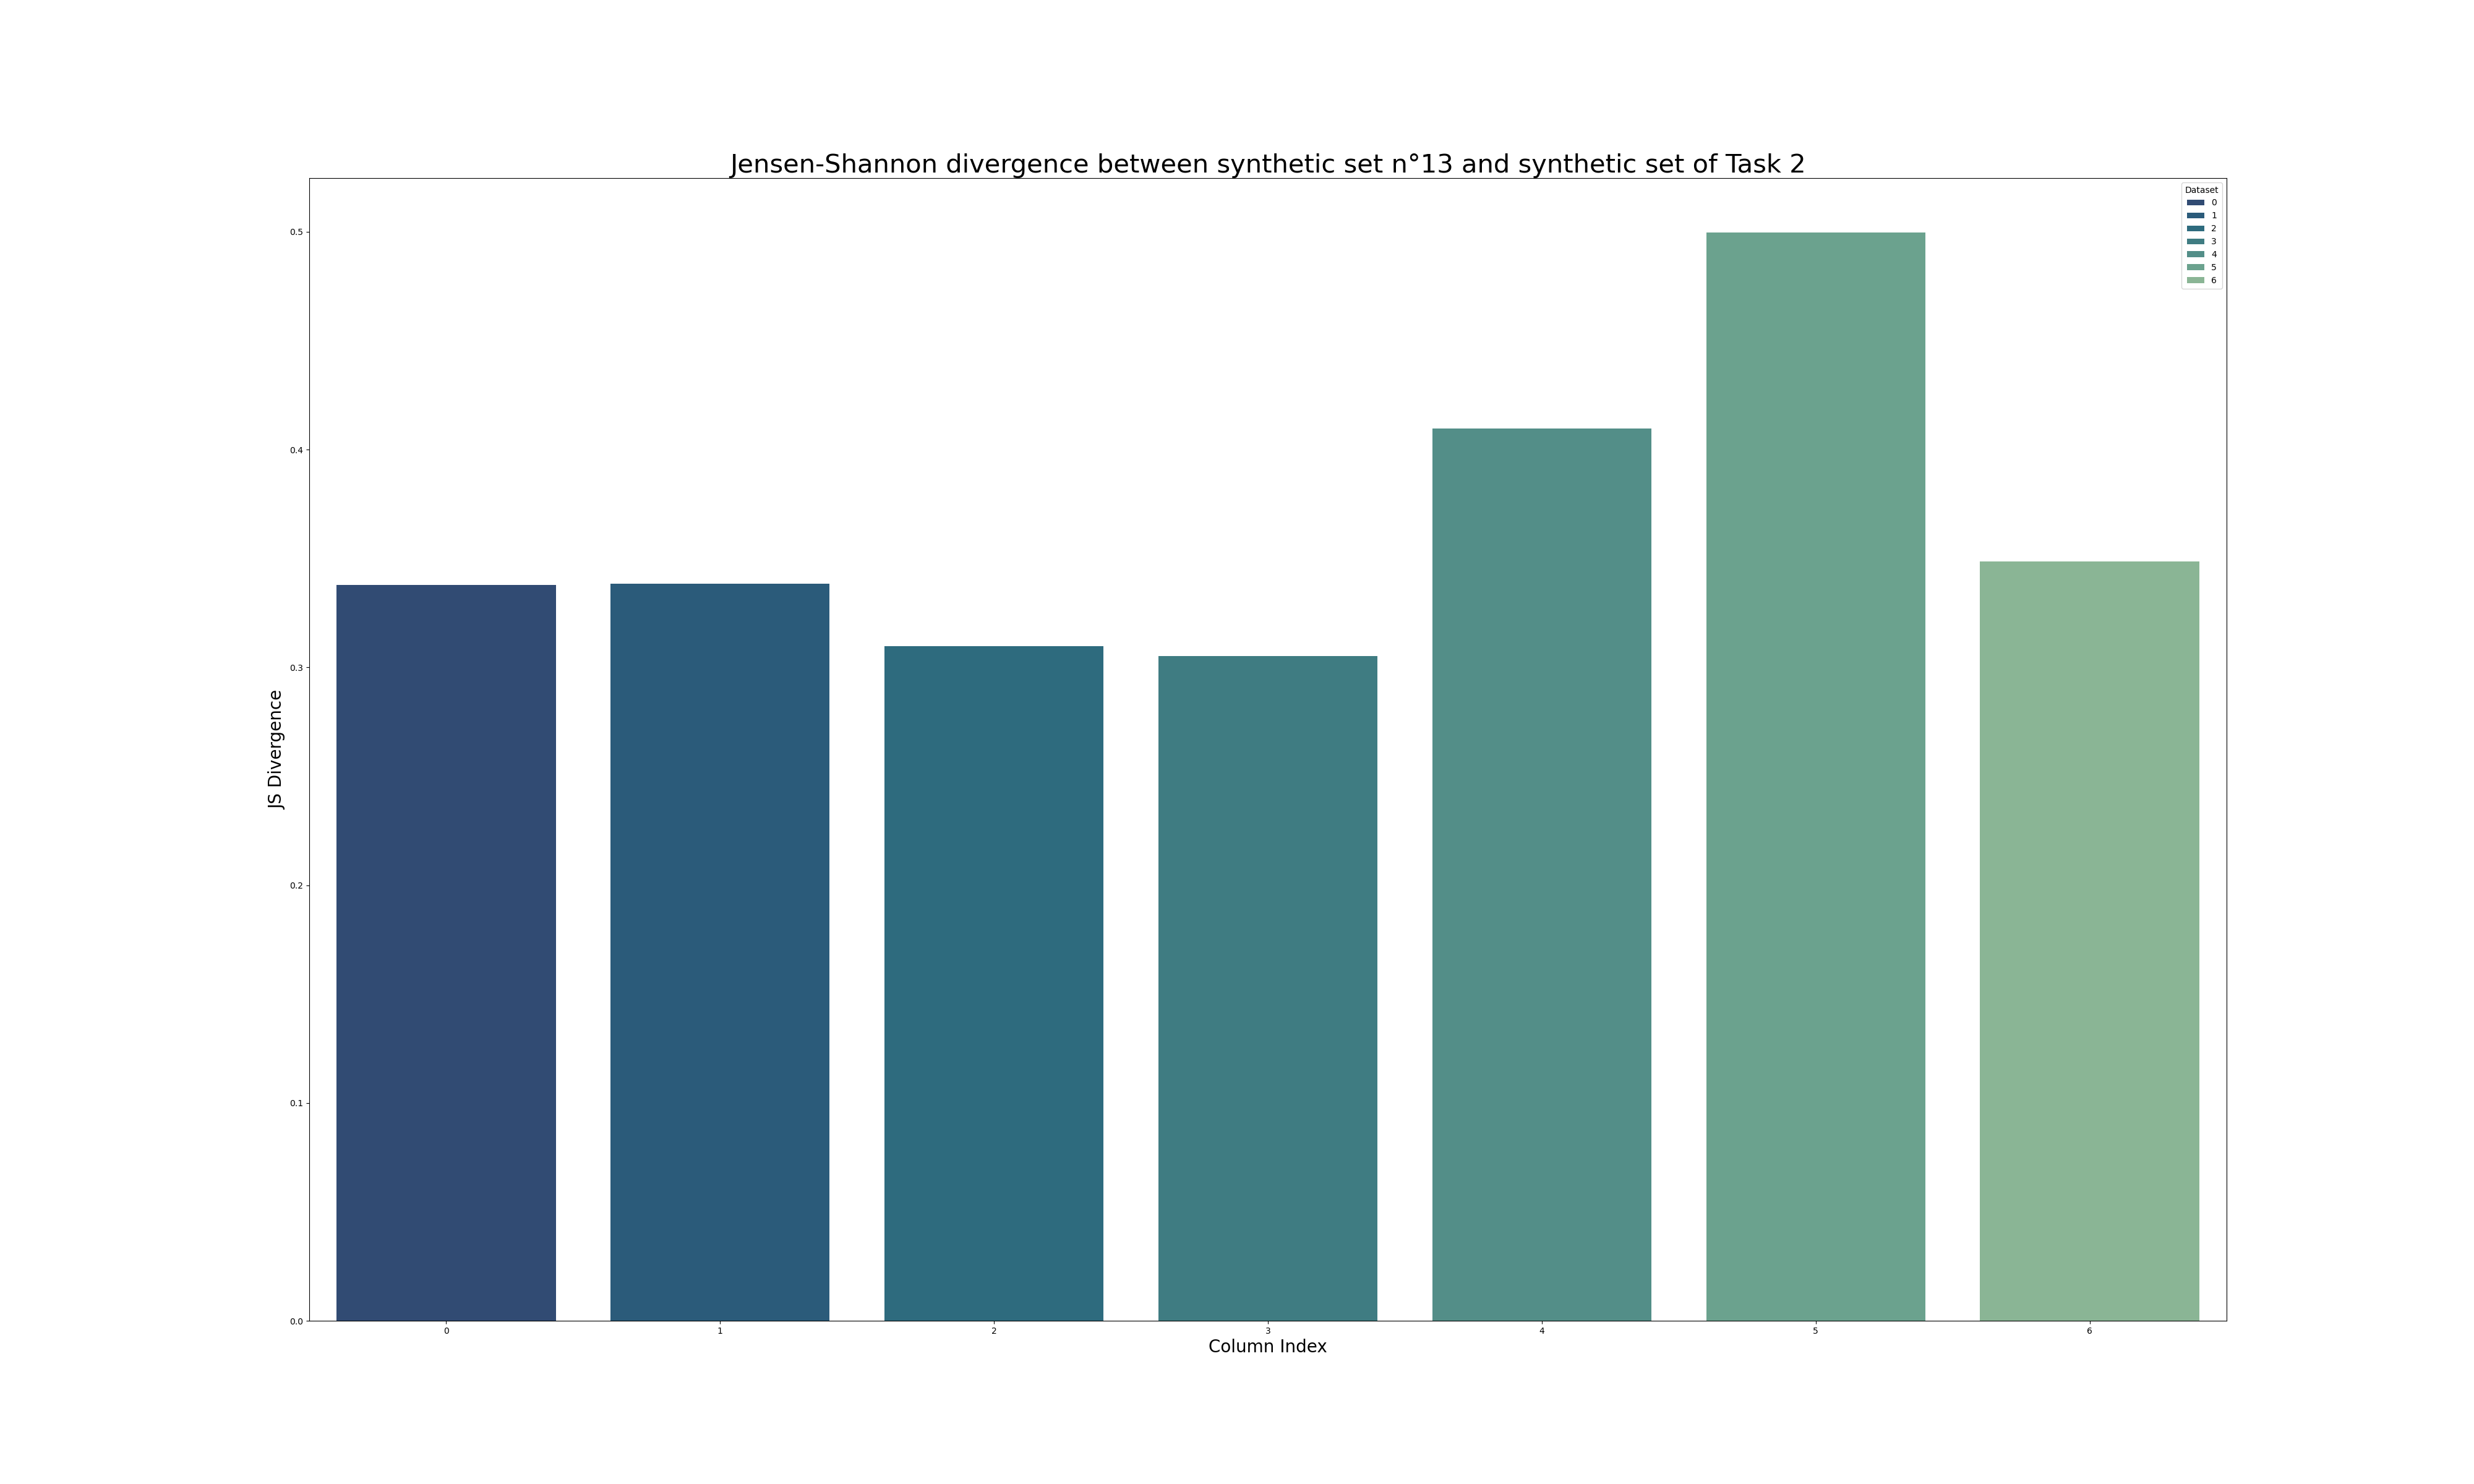 Jensen-Shannon divergence between synthetic set n°13 and synthetic set of Task 2
Dataset
0
1
2
3
4
5
6
0.5
0.4
0.3
0.2
0.1
0.0
JS Divergence
0 1 2 3 4 5 6
Column Index